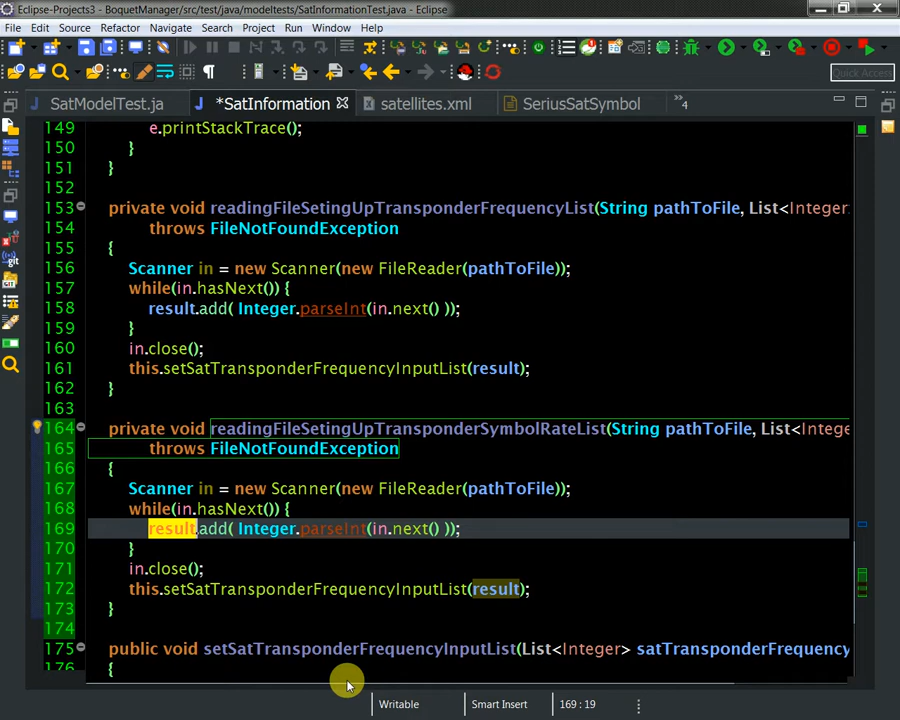 Eclipse-Projects3 - BoquetManager/src/test/java/modeltests/SatInformationTest.java - Eclipse
File Edit Source Refactor Navigate Search Project Run Window Help
Quick Access
SatModelTest.ja *SatInformation satellites.xml SeriusSatSymbol »4
149 e.printStackTrace();
150 }
151 }
152
153 private void readingFileSetingUpTransponderFrequencyList(String pathToFile, List<Integer
154 throws FileNotFoundException
155 {
156 Scanner in = new Scanner(new FileReader(pathToFile));
157 while(in.hasNext()) {
158 result.add( Integer.parseInt(in.next() ));
159 }
160 in.close();
161 this.setSatTransponderFrequencyInputList(result);
162 }
163
164 private void readingFileSetingUpTransponderSymbolRateList(String pathToFile, List<Intege
165 throws FileNotFoundException
166 {
167 Scanner in = new Scanner(new FileReader(pathToFile));
168 while(in.hasNext()) {
169 result.add( Integer.parseInt(in.next() ));
170 }
171 in.close();
172 this.setSatTransponderFrequencyInputList(result);
173 }
174
175 public void setSatTransponderFrequencyInputList(List<Integer> satTransponderFrequency
176 {
Writable Smart Insert 169 : 19